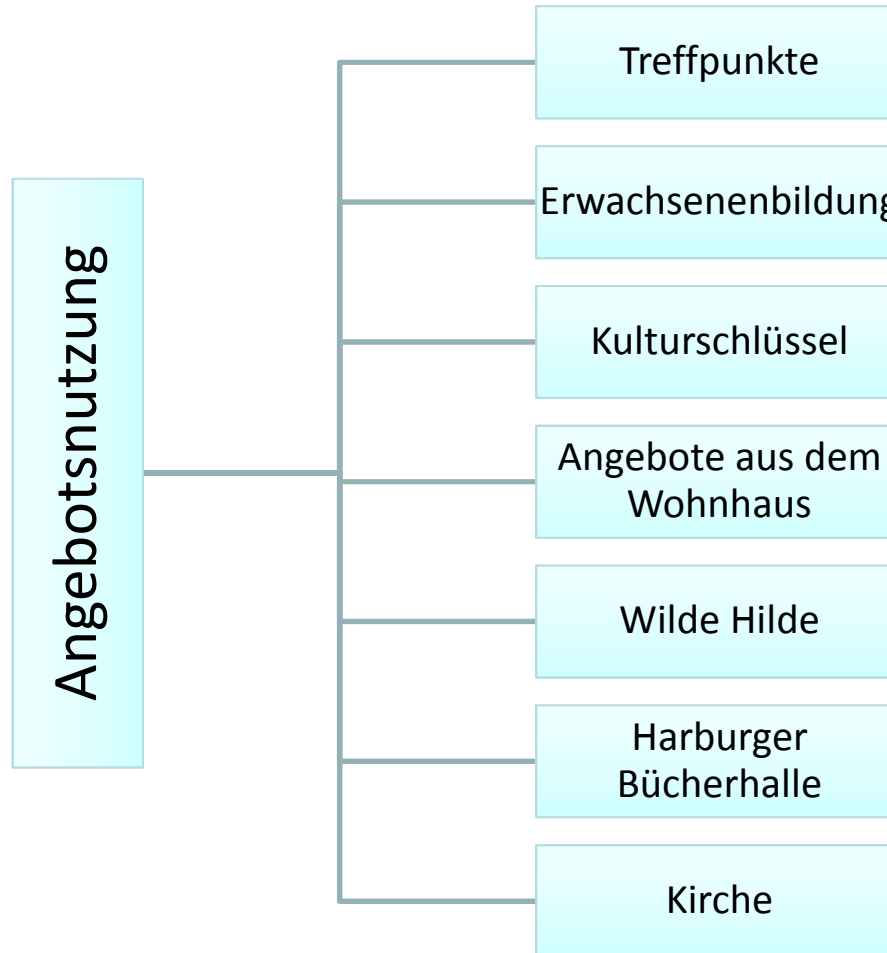 Angebotsnutzung
Treffpunkte
Erwachsenenbildung
Kulturschlüssel
Angebote aus dem
Wohnhaus
Wilde Hilde
Harburger
Bücherhalle
Kirche